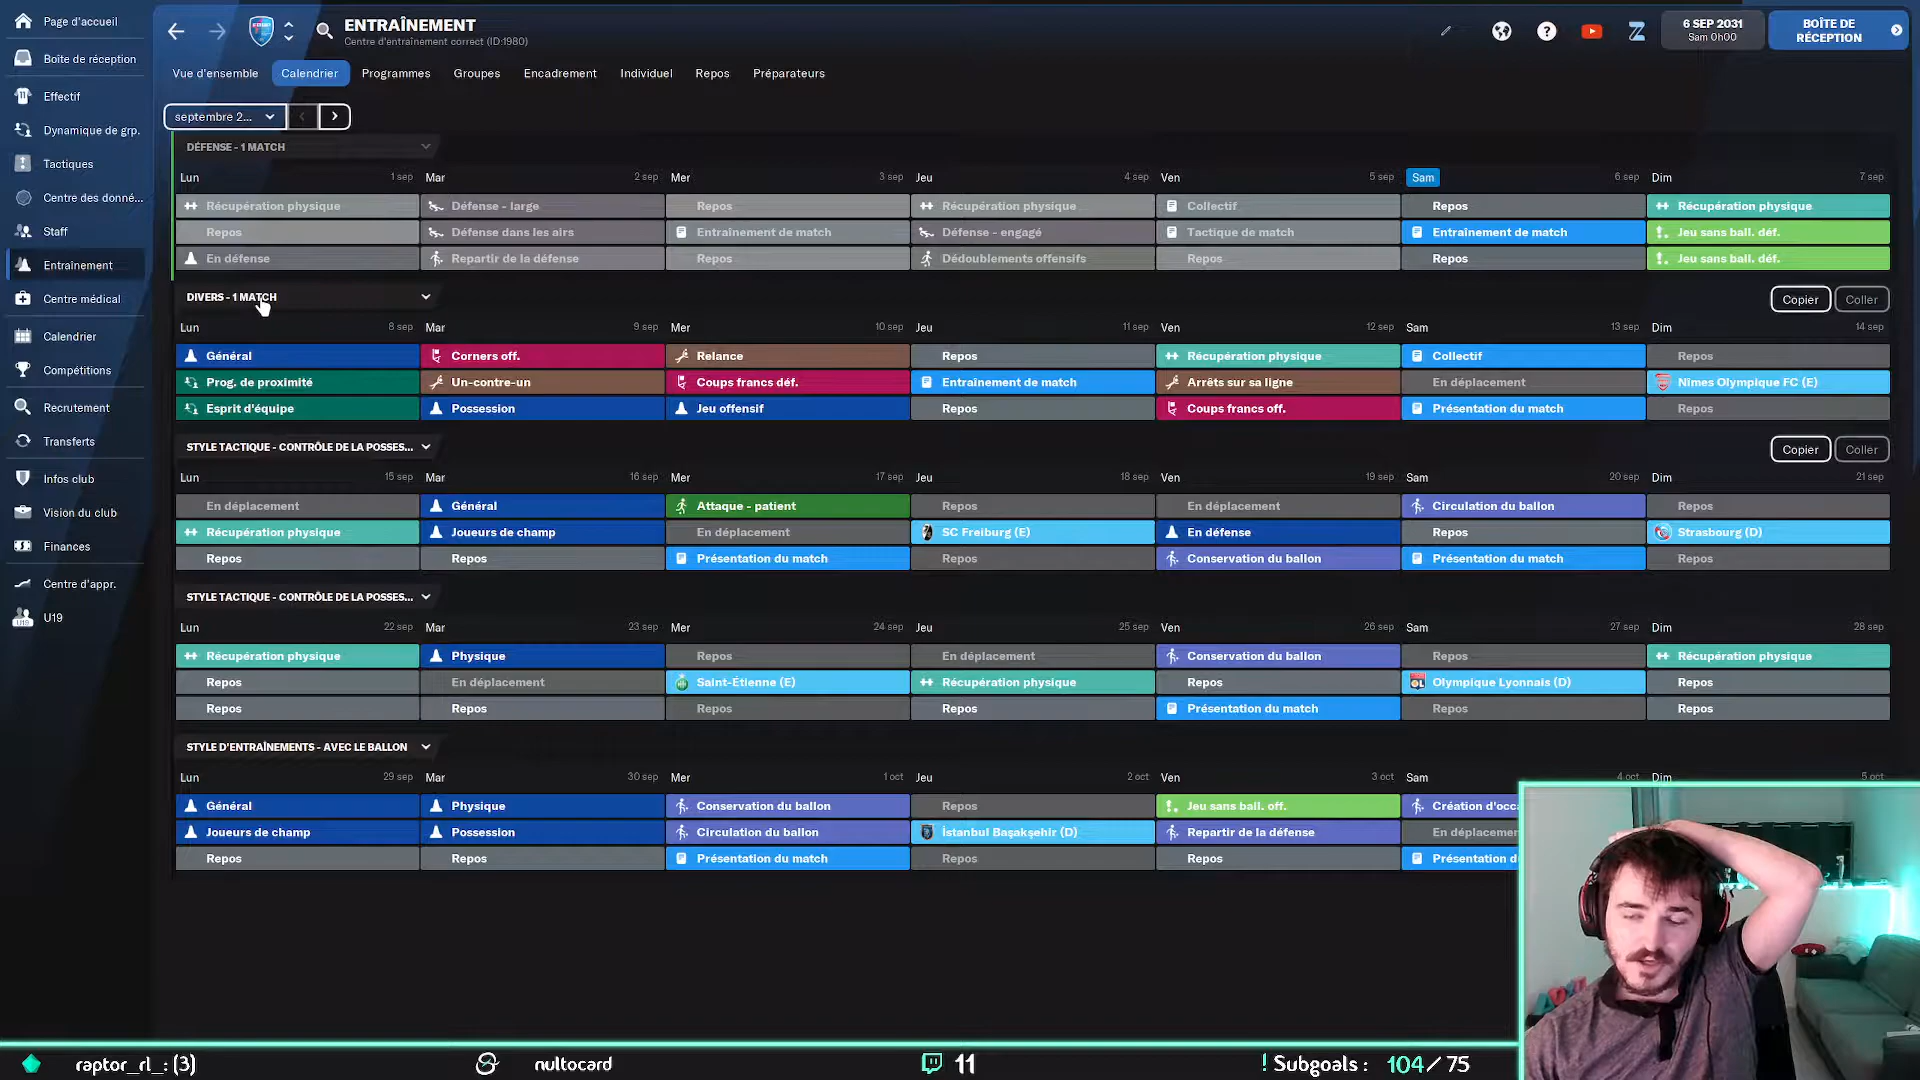 Page d'accueil
Boîte de réception
Effectif
Dynamique de grp.
Tactiques
Centre des donné...
Staff
Entraînement
Centre médical
Calendrier
Compétitions
Recrutement
Transferts
Infos club
Vision du club
Finances
Centre d'appr.
U19
ENTRAÎNEMENT
Centre d'entraînement correct (ID:1980)
6 SEP 2031
Sam 0h00
BOÎTE DE
RÉCEPTION
Vue d'ensemble Calendrier Programmes Groupes Encadrement Individuel Repos Préparateurs
septembre 2...
DÉFENSE - 1 MATCH
Lun 1 sep Mar 2 sep Mer 3 sep Jeu 4 sep Ven 5 sep Sam 6 sep Dim 7 sep
Récupération physique Défense - large Repos Récupération physique Collectif Repos Récupération physique
Repos Défense dans les airs Entraînement de match Défense - engagé Tactique de match Entraînement de match Jeu sans ball. déf.
En défense Repartir de la défense Repos Dédoublements offensifs Repos Repos Jeu sans ball. déf.
DIVERS - 1 MATCH Copier Coller
Lun 8 sep Mar 9 sep Mer 10 sep Jeu 11 sep Ven 12 sep Sam 13 sep Dim 14 sep
Général Corners off. Relance Repos Récupération physique Collectif Repos
Prog. de proximité Un-contre-un Coups francs déf. Entraînement de match Arrêts sur sa ligne En déplacement Nîmes Olympique FC (E)
Esprit d'équipe Possession Jeu offensif Repos Coups francs off. Présentation du match Repos
STYLE TACTIQUE - CONTRÔLE DE LA POSSES... Copier Coller
Lun 15 sep Mar 16 sep Mer 17 sep Jeu 18 sep Ven 19 sep Sam 20 sep Dim 21 sep
En déplacement Général Attaque - patient Repos En déplacement Circulation du ballon Repos
Récupération physique Joueurs de champ En déplacement SC Freiburg (E) En défense Repos Strasbourg (D)
Repos Repos Présentation du match Repos Conservation du ballon Présentation du match Repos
STYLE TACTIQUE - CONTRÔLE DE LA POSSES...
Lun 22 sep Mar 23 sep Mer 24 sep Jeu 25 sep Ven 26 sep Sam 27 sep Dim 28 sep
Récupération physique Physique Repos En déplacement Conservation du ballon Repos Récupération physique
Repos En déplacement Saint-Étienne (E) Récupération physique Repos Olympique Lyonnais (D) Repos
Repos Repos Repos Repos Présentation du match Repos Repos
STYLE D'ENTRAÎNEMENTS - AVEC LE BALLON
Lun 29 sep Mar 30 sep Mer 1 oct Jeu 2 oct Ven 3 oct Sam 4 oct Dim 5 oct
Général Physique Conservation du ballon Repos Jeu sans ball. off. Création d'occ
Joueurs de champ Possession Circulation du ballon İstanbul Başakşehir (D) Repartir de la défense En déplacemen
Repos Repos Présentation du match Repos Repos Présentation d
raptor_rl_: (3) nultocard 11 ! Subgoals : 104/75